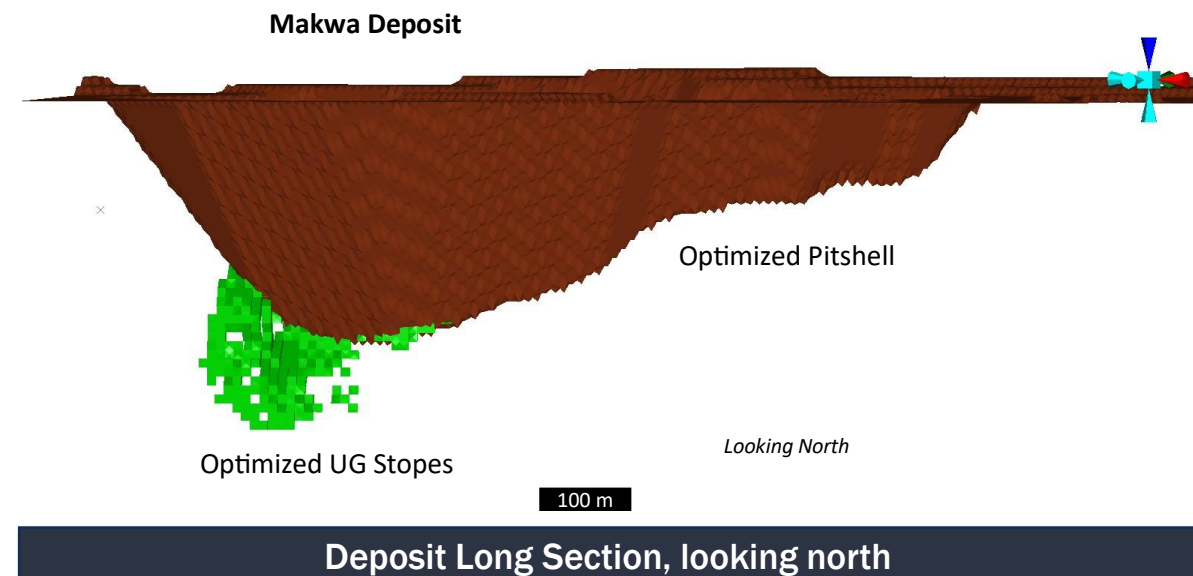 Makwa Deposit
Optimized Pitshell
Looking North
Optimized UG Stopes
100 m
Deposit Long Section, looking north